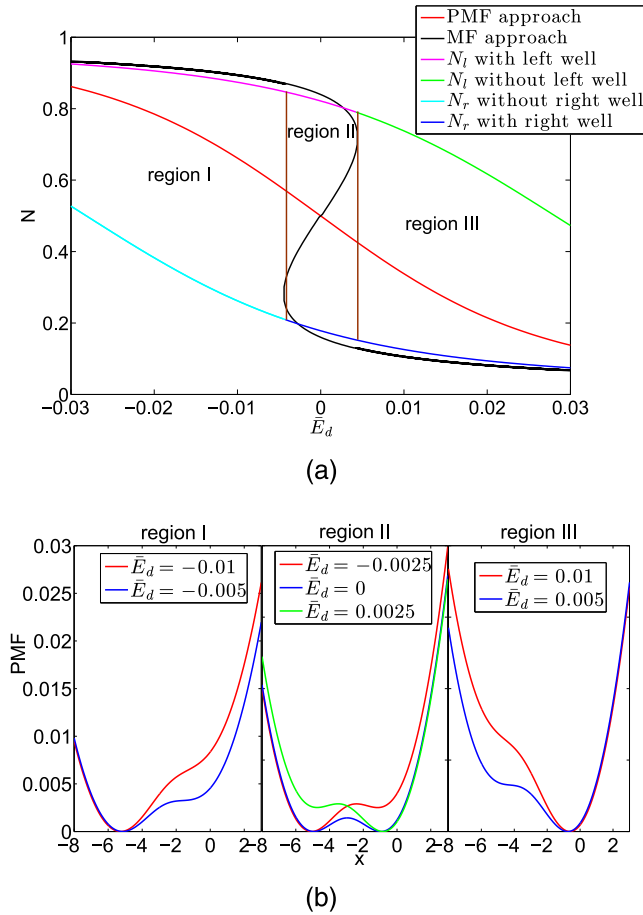 PMF approach
MF approach
N_l with left well
N_l without left well
N_r without right well
N_r with right well
1
0.8
0.6
0.4
0.2
0
N
region I
region II
region III
−0.03 −0.02 −0.01 0 0.01 0.02 0.03
Ē_d
(a)
region I region II region III
Ē_d = −0.01
Ē_d = −0.005
Ē_d = −0.0025
Ē_d = 0
Ē_d = 0.0025
Ē_d = 0.01
Ē_d = 0.005
0.03
0.025
0.02
0.015
0.01
0.005
0
PMF
−8 −6 −4 −2 0 2 −8 −6 −4 −2 0 2 −8 −6 −4 −2 0 2
x
(b)